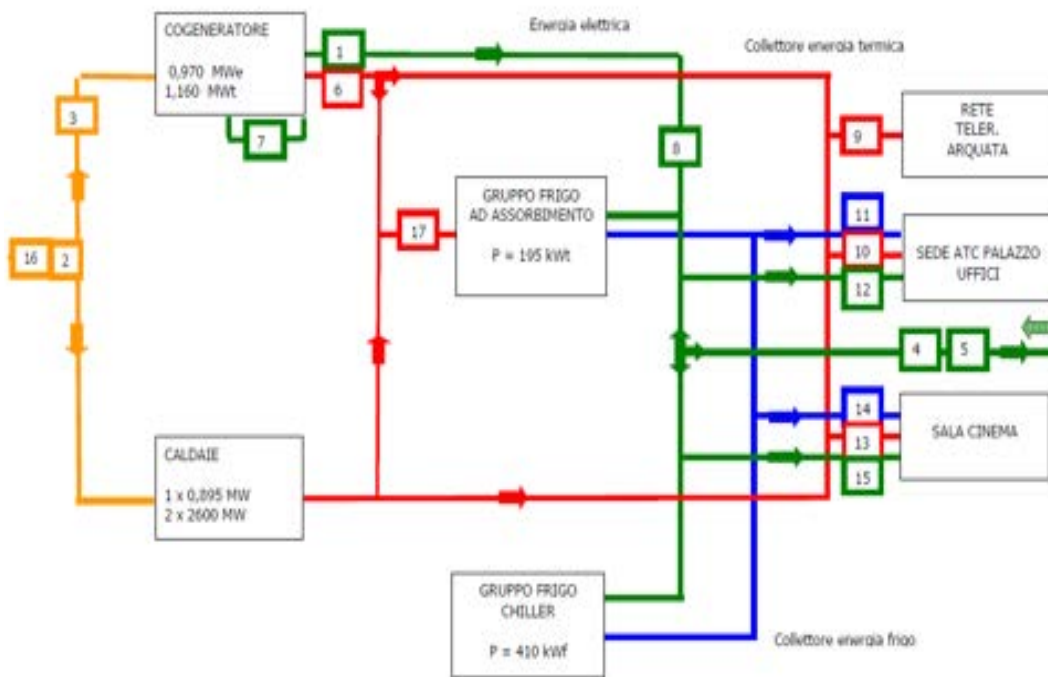 COGENERATORE
0,970 MWe
1,160 MWt
Energia elettrica
Collettore energia termica
1
6
3
7
8
9
RETE
TELER.
ARQUATA
GRUPPO FRIGO
AD ASSORBIMENTO
P = 195 kWt
17
11
10
12
SEDE ATC PALAZZO
UFFICI
16
2
4
5
14
13
15
SALA CINEMA
CALDAIE
1 x 0,895 MW
2 x 2600 MW
GRUPPO FRIGO
CHILLER
P = 410 kWf
Collettore energia frigo